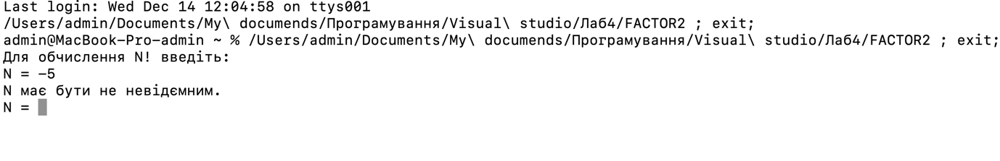 Last login: Wed Dec 14 12:04:58 on ttys001
/Users/admin/Documents/My\ documends/Програмування/Visual\ studio/Лаб4/FACTOR2 ; exit;
admin@MacBook-Pro-admin ~ % /Users/admin/Documents/My\ documends/Програмування/Visual\ studio/Лаб4/FACTOR2 ; exit;
Для обчислення N! введіть:
N = -5
N має бути не невідємним.
N =